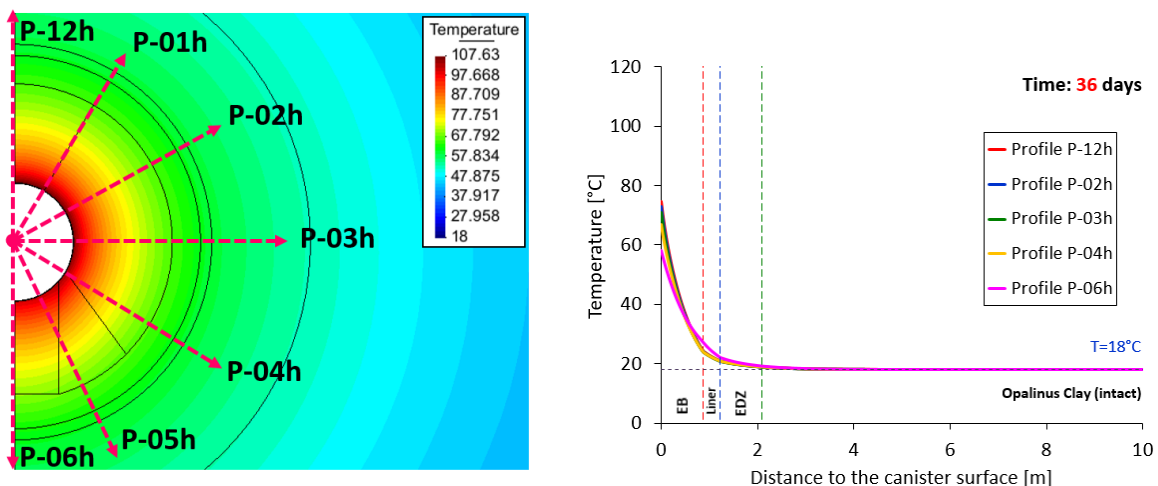 P-12h
P-01h
P-02h
P-03h
P-04h
P-05h
P-06h
Temperature
107.63
97.668
87.709
77.751
67.792
57.834
47.875
37.917
27.958
18
Time: 36 days
Temperature [°C]
120
100
80
60
40
20
0
Profile P-12h
Profile P-02h
Profile P-03h
Profile P-04h
Profile P-06h
T=18°C
EB
Liner
EDZ
Opalinus Clay (intact)
0
2
4
6
8
10
Distance to the canister surface [m]